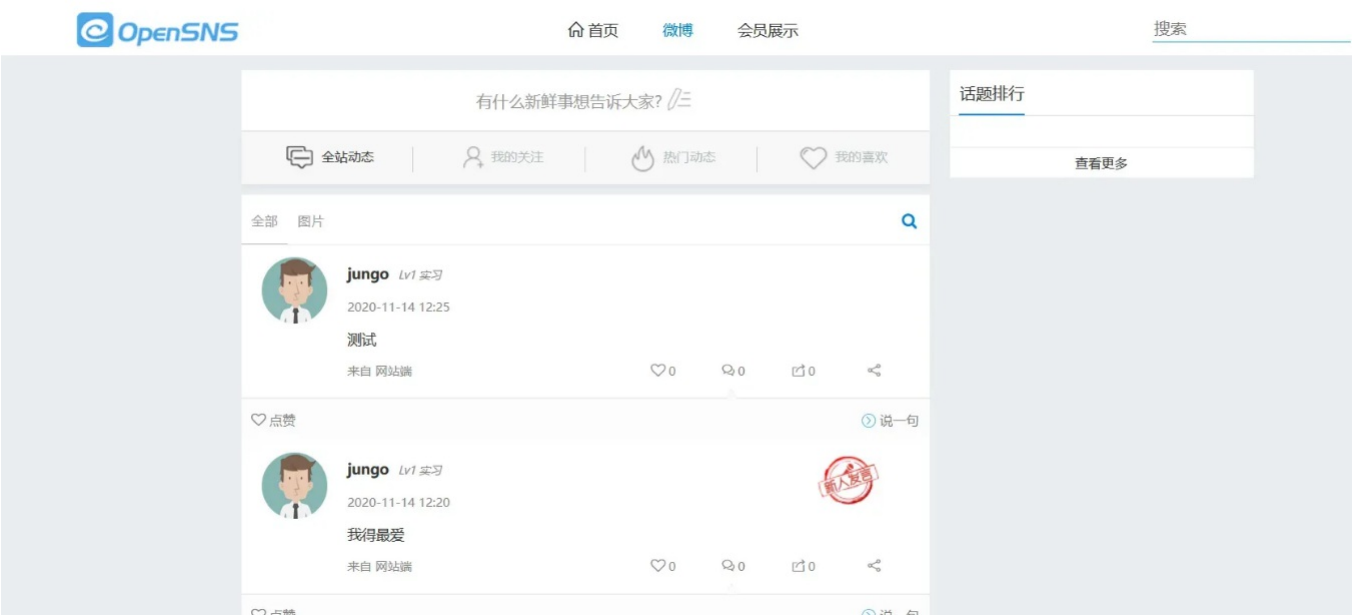 OpenSNS 首页 微博 会员展示 搜索
有什么新鲜事想告诉大家?
全站动态 我的关注 热门动态 我的喜欢
话题排行
查看更多
全部 图片
jungo Lv1 实习
2020-11-14 12:25
测试
来自 网站端 0 0 0
点赞 说一句
jungo Lv1 实习
新人发言
2020-11-14 12:20
我得最爱
来自 网站端 0 0 0
点赞 说一句